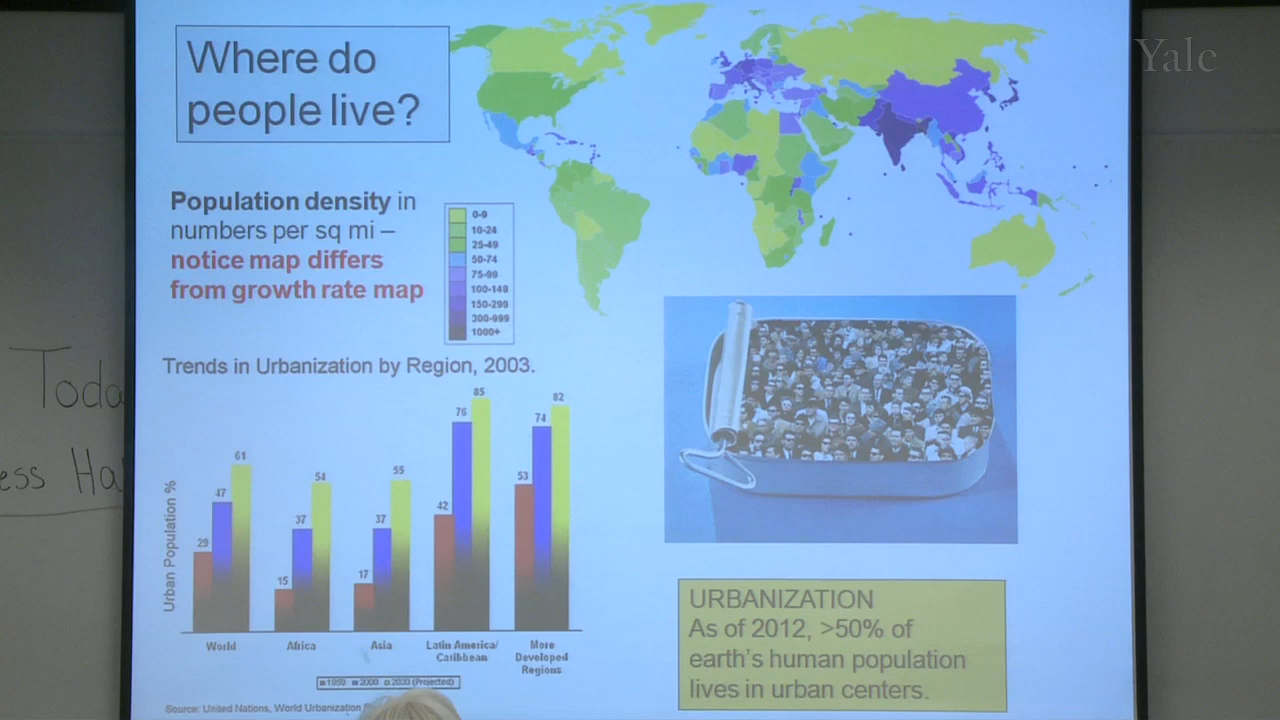 Where do
people live?
Yale
Population density in
numbers per sq mi –
notice map differs
from growth rate map
0-9
10-24
25-49
50-74
75-99
100-149
150-299
300-999
1000+
Trends in Urbanization by Region, 2003.
Urban Population %
29
47
61
15
37
54
17
37
55
42
76
85
53
74
82
World
Africa
Asia
Latin America/
Caribbean
More
Developed
Regions
1950 2000 2030 (Projected)
Source: United Nations, World Urbanization
URBANIZATION
As of 2012, >50% of
earth's human population
lives in urban centers.
Toda
ess Ha